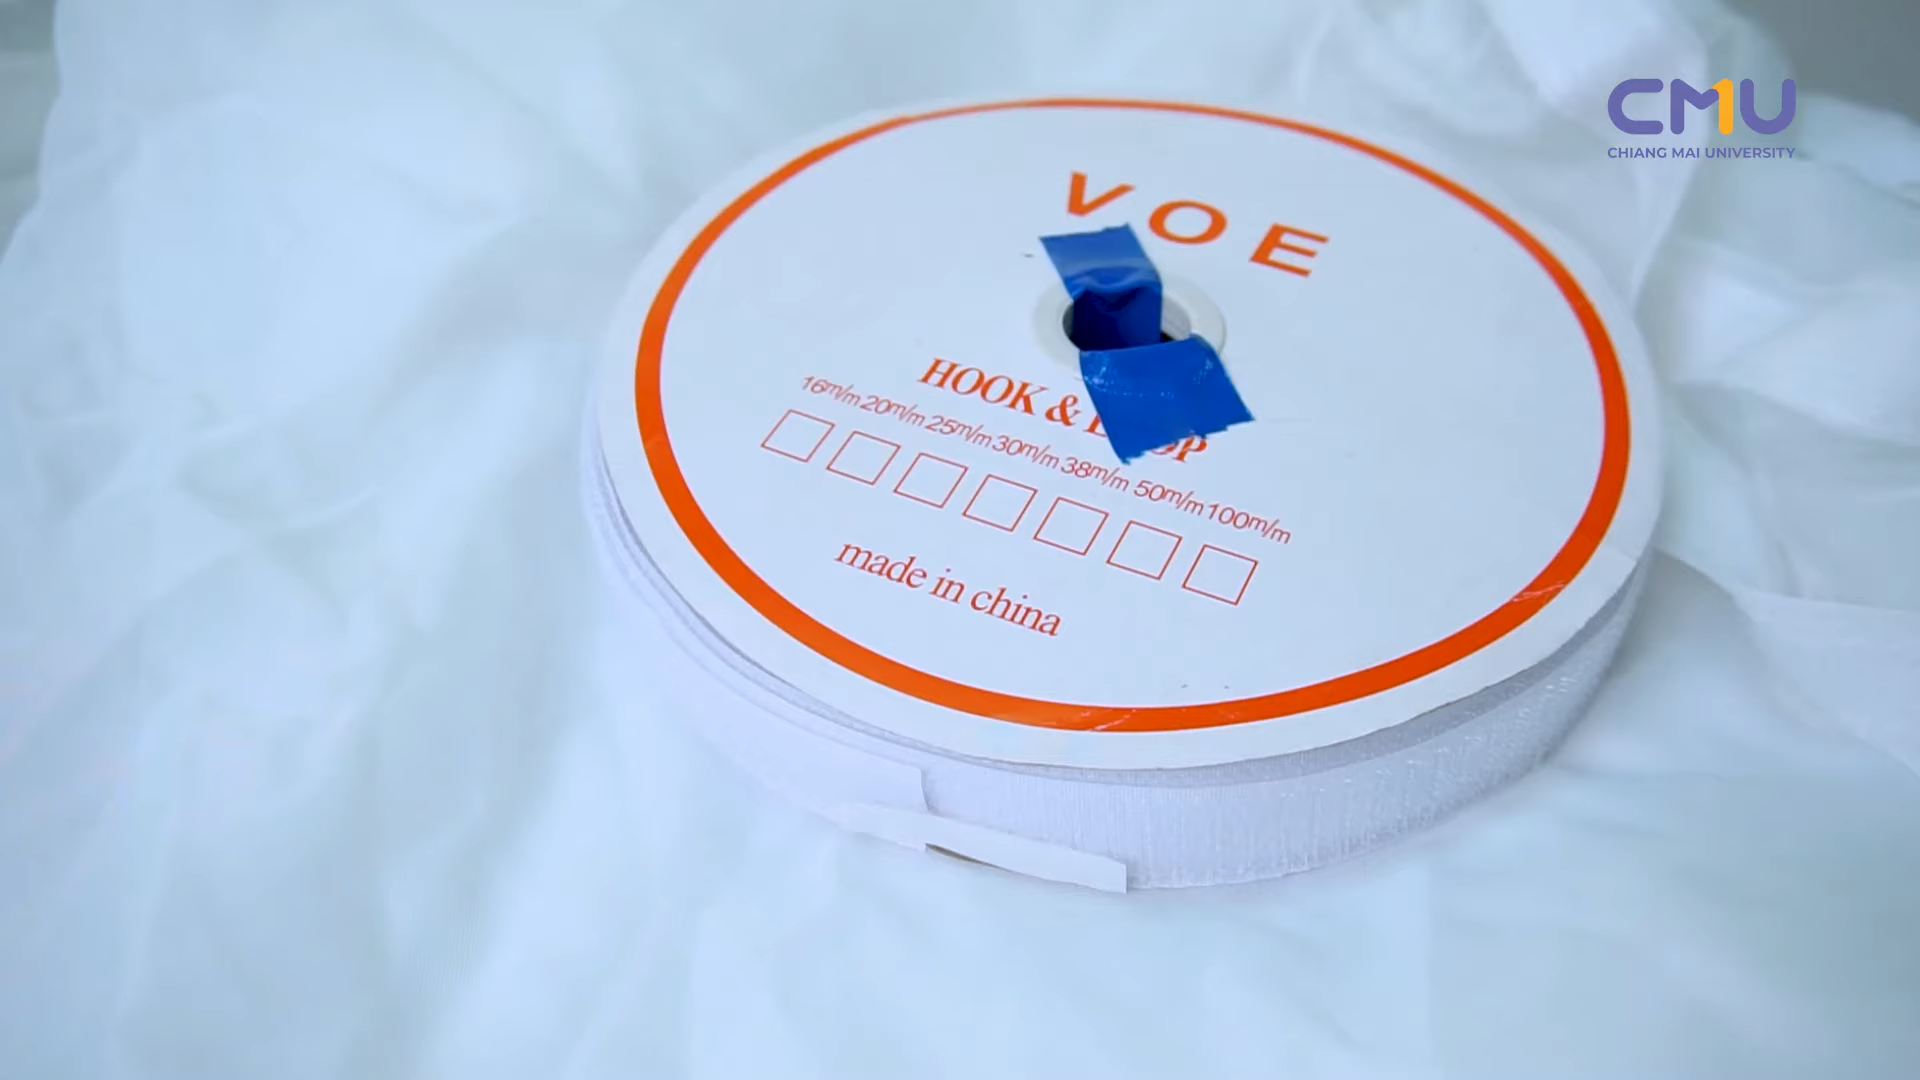 CMU
CHIANG MAI UNIVERSITY
VOE
HOOK &
16m/m 20m/m 25m/m 30m/m 38m/m 50m/m 100m/m
made in china